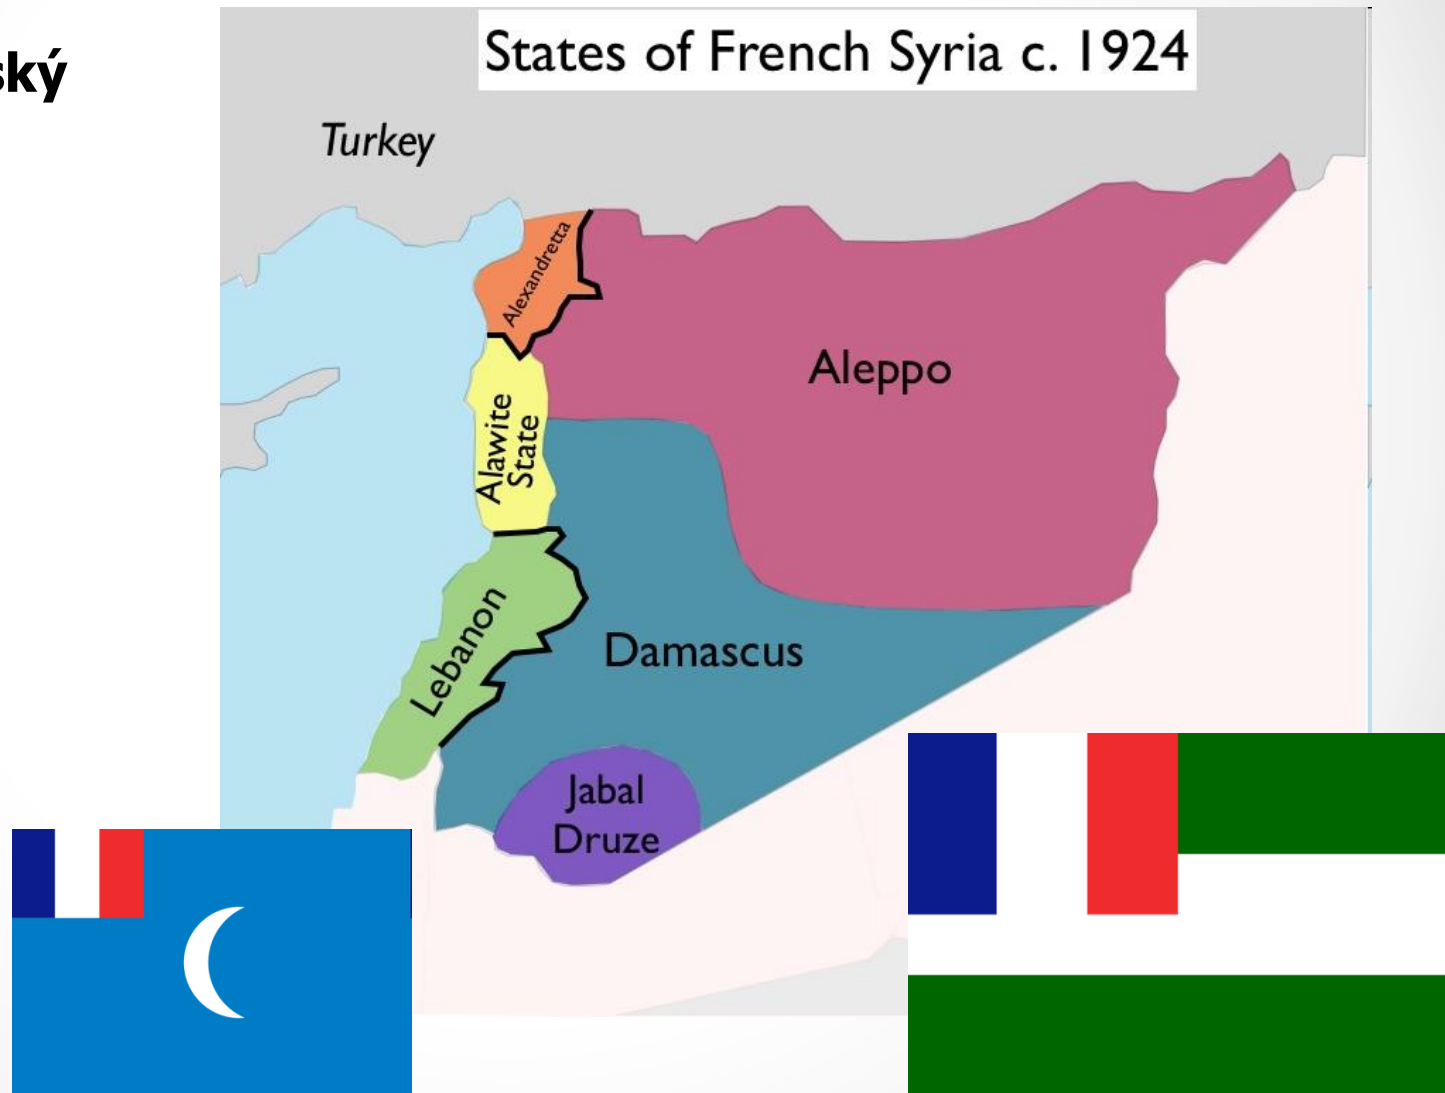 ský
States of French Syria c. 1924
Turkey
Alexandretta
Aleppo
Alawite
State
Lebanon
Damascus
Jabal
Druze